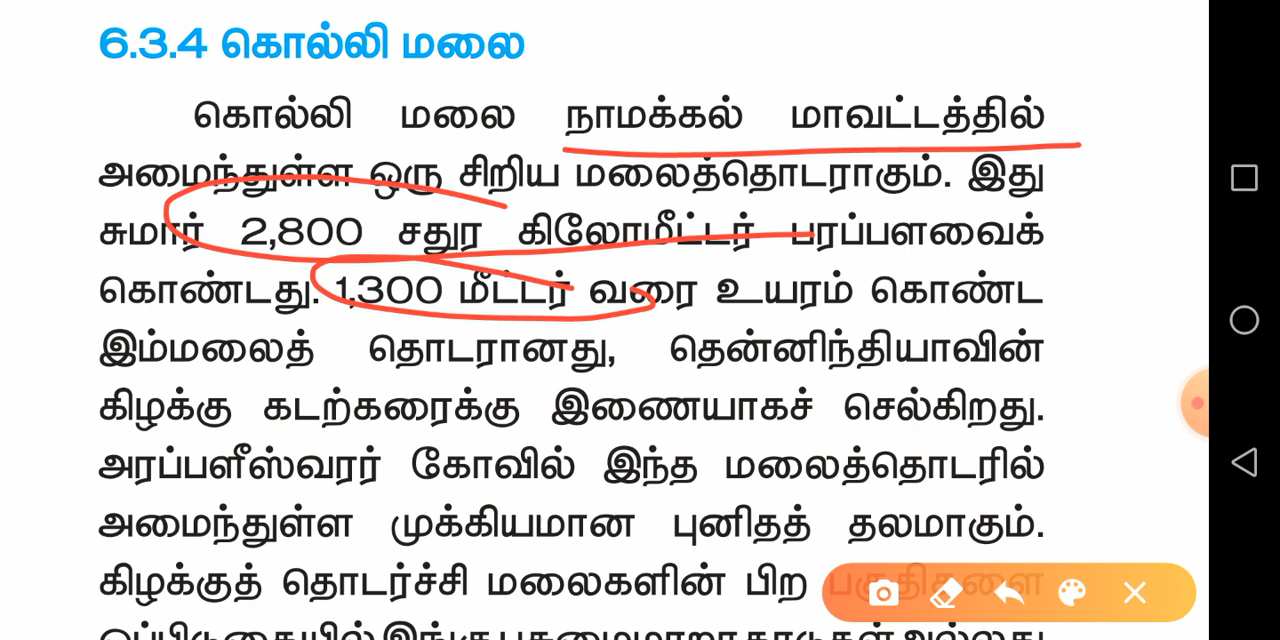 6.3.4 கொல்லி மலை
கொல்லி மலை நாமக்கல் மாவட்டத்தில்
அமைந்துள்ள ஒரு சிறிய மலைத்தொடராகும். இது
சுமார் 2,800 சதுர கிலோமீட்டர் பரப்பளவைக்
கொண்டது. 1,300 மீட்டர் வரை உயரம் கொண்ட
இம்மலைத் தொடரானது, தென்னிந்தியாவின்
கிழக்கு கடற்கரைக்கு இணையாகச் செல்கிறது.
அரப்பளீஸ்வரர் கோவில் இந்த மலைத்தொடரில்
அமைந்துள்ள முக்கியமான புனிதத் தலமாகும்.
கிழக்குத் தொடர்ச்சி மலைகளின் பிற பகுதிகளை